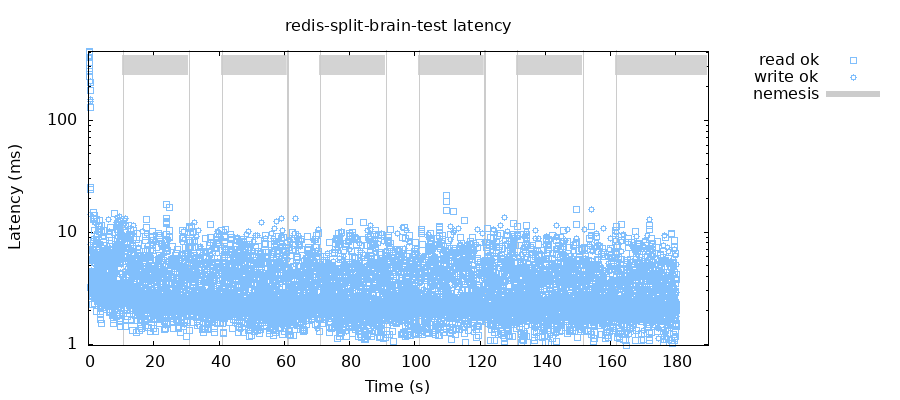 redis-split-brain-test latency
read ok
write ok
nemesis
Latency (ms)
100
10
1
0 20 40 60 80 100 120 140 160 180
Time (s)